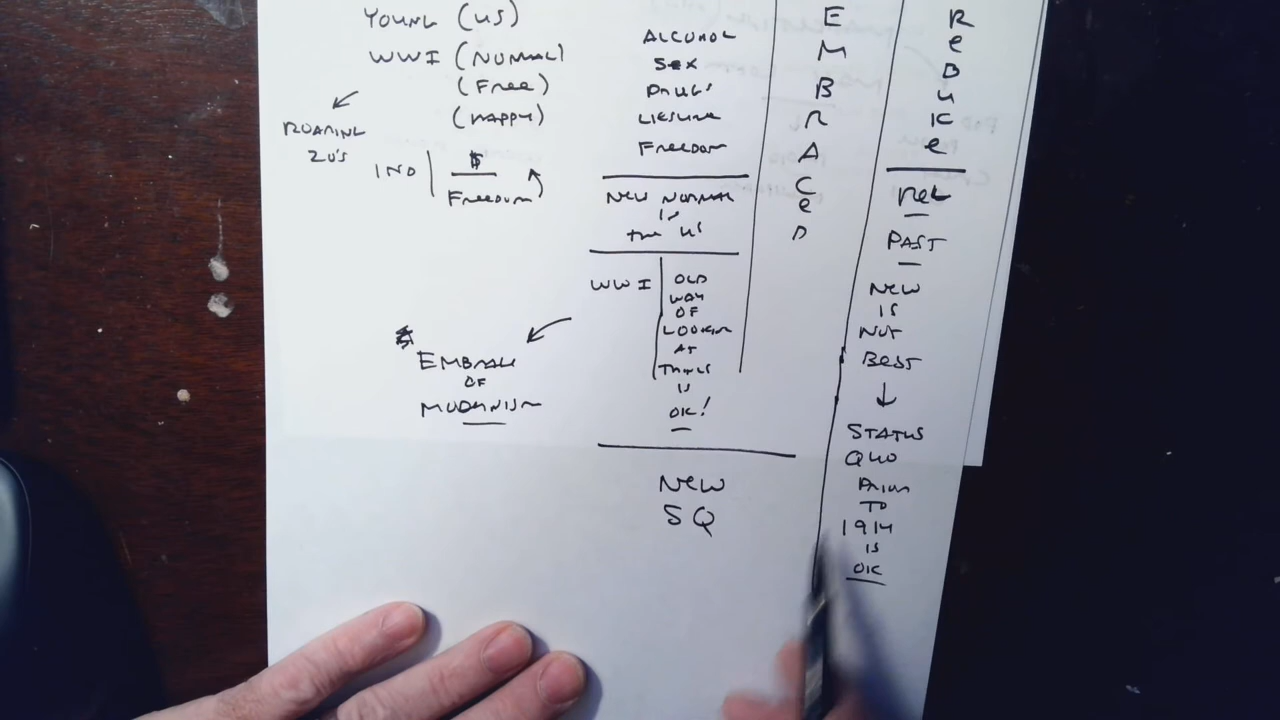 YOUNG (US)
WWI (NORMAL)
(FREE)
(HAPPY)
ROARING
20'S
IND | $
FREEDOM
ALCOHOL
SEX
DRUGS
LIESURE
FREEDOM
NEW NORMAL
IS
THE US
WWI
OLD
WAY
OF
LOOKIN
AT
THINGS
IS
OK!
EMBRACE
OF
MODERNISM
NEW
SQ
E
M
B
R
A
C
E
D
R
E
B
U
K
E
REL
PAST
NEW
IS
NOT
BEST
STATUS
QUO
PRIOR
TO
1914
IS
OK